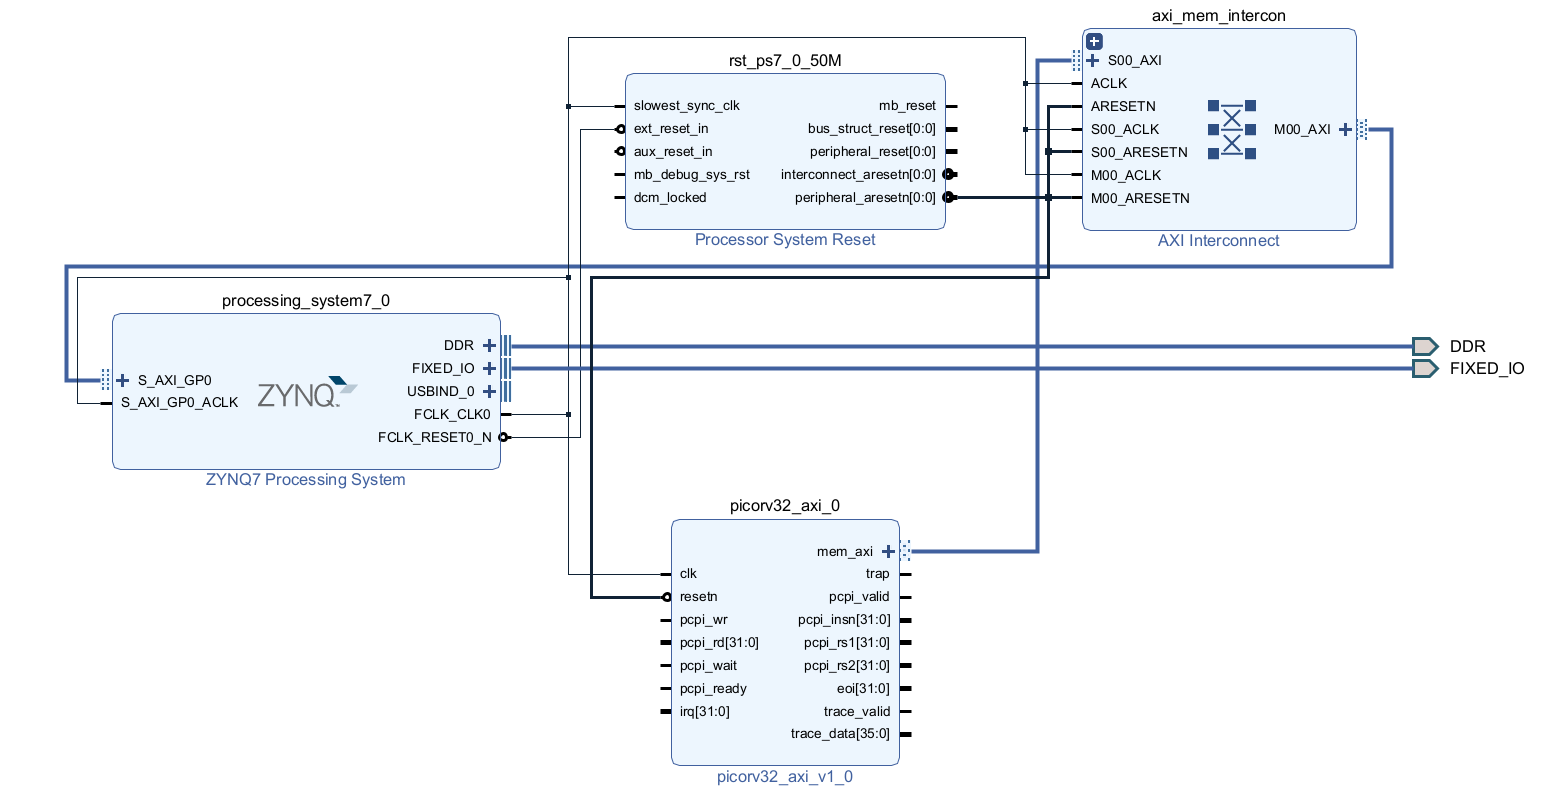 axi_mem_intercon
S00_AXI
ACLK
ARESETN
S00_ACLK
S00_ARESETN
M00_ACLK
M00_ARESETN
M00_AXI
AXI Interconnect
rst_ps7_0_50M
slowest_sync_clk
ext_reset_in
aux_reset_in
mb_debug_sys_rst
dcm_locked
mb_reset
bus_struct_reset[0:0]
peripheral_reset[0:0]
interconnect_aresetn[0:0]
peripheral_aresetn[0:0]
Processor System Reset
processing_system7_0
S_AXI_GP0
S_AXI_GP0_ACLK
ZYNQ
DDR
FIXED_IO
USBIND_0
FCLK_CLK0
FCLK_RESET0_N
ZYNQ7 Processing System
DDR
FIXED_IO
picorv32_axi_0
clk
resetn
pcpi_wr
pcpi_rd[31:0]
pcpi_wait
pcpi_ready
irq[31:0]
mem_axi
trap
pcpi_valid
pcpi_insn[31:0]
pcpi_rs1[31:0]
pcpi_rs2[31:0]
eoi[31:0]
trace_valid
trace_data[35:0]
picorv32_axi_v1_0